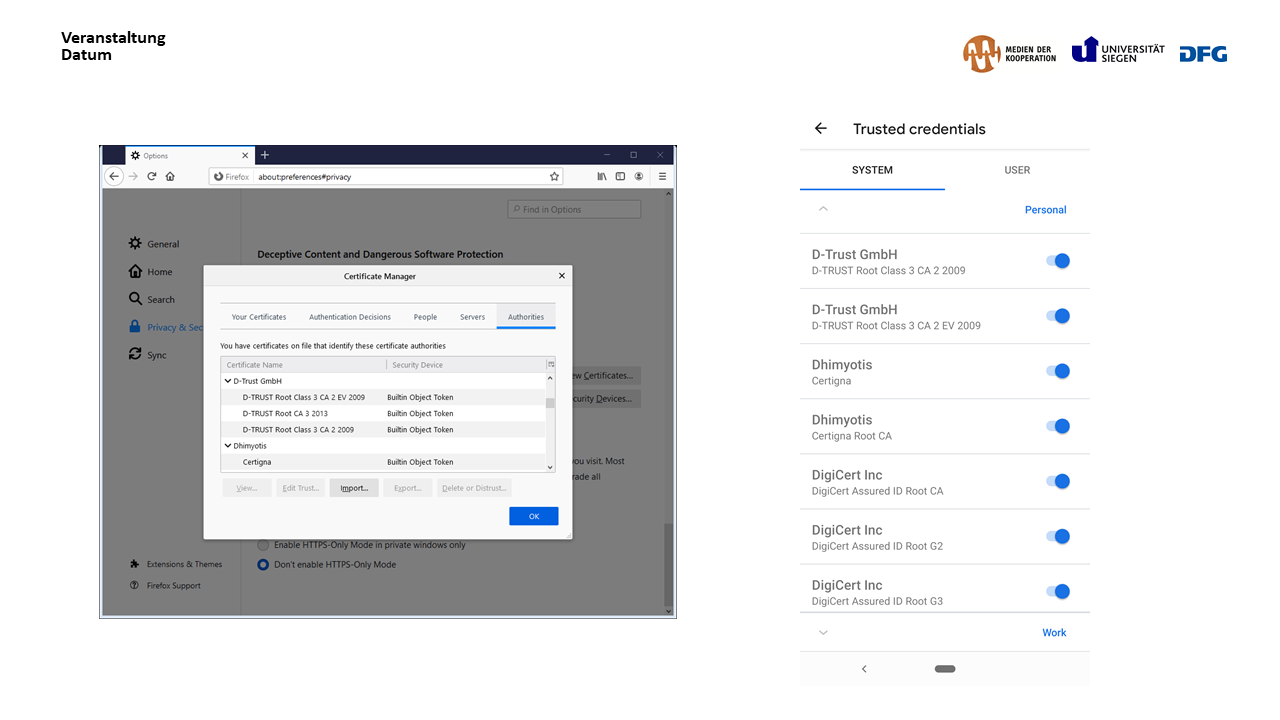 Veranstaltung
Datum
MEDIEN DER
KOOPERATION
UNIVERSITÄT
SIEGEN
DFG
Options
Firefox about:preferences#privacy
Find in Options
General
Home
Search
Privacy & Sec
Sync
Extensions & Themes
Firefox Support
Deceptive Content and Dangerous Software Protection
Certificate Manager
Your Certificates Authentication Decisions People Servers Authorities
You have certificates on file that identify these certificate authorities
Certificate Name Security Device
D-Trust GmbH
D-TRUST Root Class 3 CA 2 EV 2009 Builtin Object Token
D-TRUST Root CA 3 2013 Builtin Object Token
D-TRUST Root Class 3 CA 2 2009 Builtin Object Token
Dhimyotis
Certigna Builtin Object Token
View... Edit Trust... Import... Export... Delete or Distrust...
OK
ew Certificates...
curity Devices...
you visit. Most
rade all
Enable HTTPS-Only Mode in private windows only
Don't enable HTTPS-Only Mode
Trusted credentials
SYSTEM USER
Personal
D-Trust GmbH
D-TRUST Root Class 3 CA 2 2009
D-Trust GmbH
D-TRUST Root Class 3 CA 2 EV 2009
Dhimyotis
Certigna
Dhimyotis
Certigna Root CA
DigiCert Inc
DigiCert Assured ID Root CA
DigiCert Inc
DigiCert Assured ID Root G2
DigiCert Inc
DigiCert Assured ID Root G3
Work